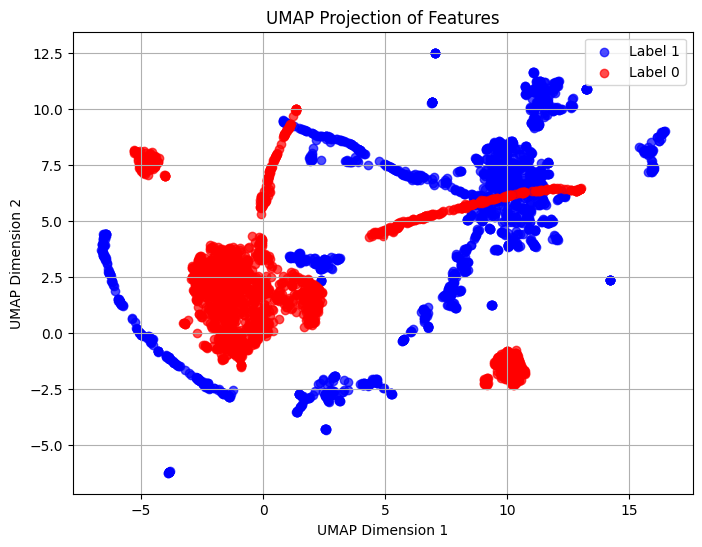 UMAP Projection of Features
Label 1
Label 0
UMAP Dimension 2
12.5
10.0
7.5
5.0
2.5
0.0
−2.5
−5.0
−5
0
5
10
15
UMAP Dimension 1